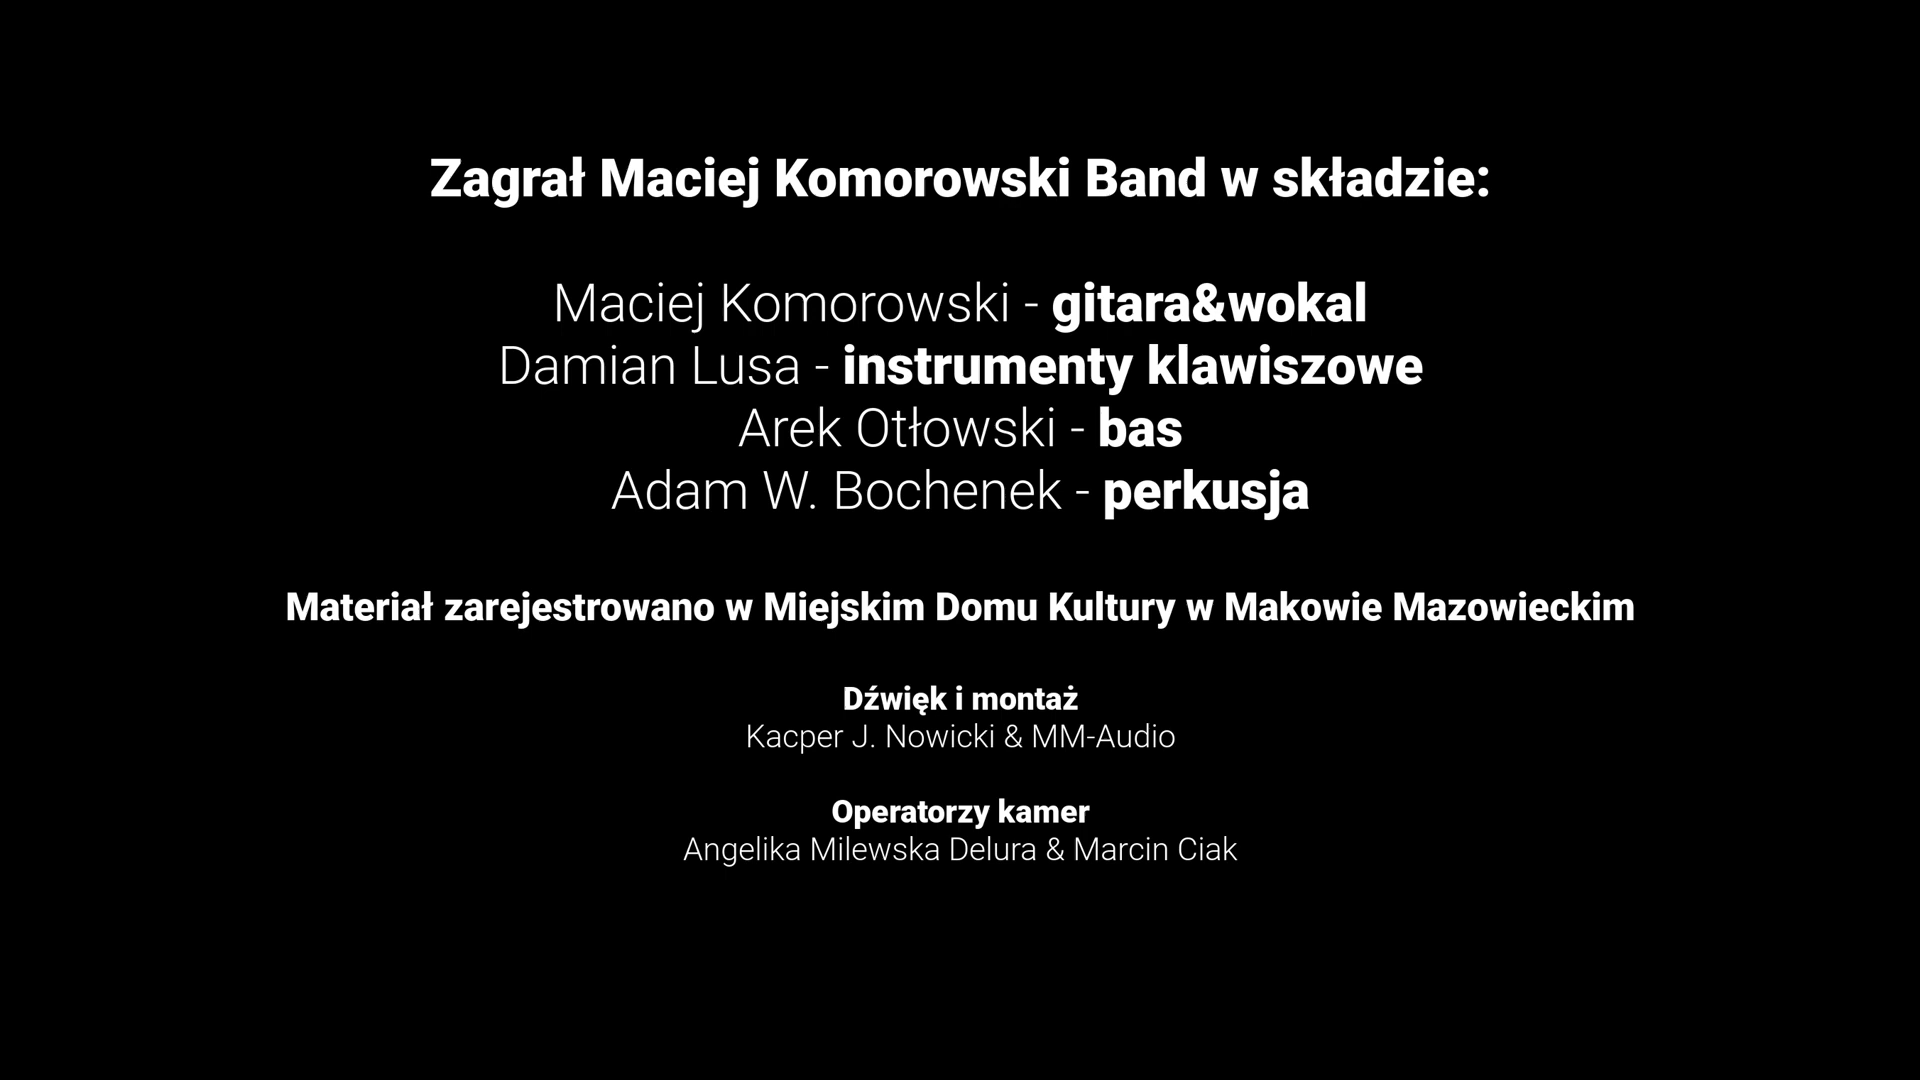 Zagrał Maciej Komorowski Band w składzie:
Maciej Komorowski - gitara&wokal
Damian Lusa - instrumenty klawiszowe
Arek Otłowski - bas
Adam W. Bochenek - perkusja
Materiał zarejestrowano w Miejskim Domu Kultury w Makowie Mazowieckim
Dźwięk i montaż
Kacper J. Nowicki & MM-Audio
Operatorzy kamer
Angelika Milewska Delura & Marcin Ciak